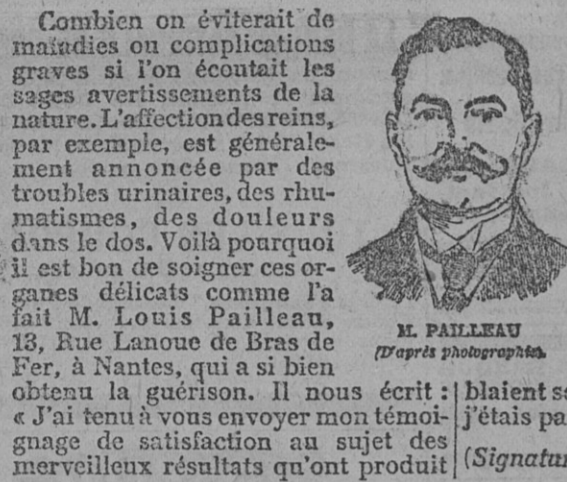 Combien on éviterait de
maladies ou complications
graves si l'on écoutait les
sages avertissements de la
nature. L'affection des reins,
par exemple, est générale-
ment annoncée par des
troubles urinaires, des rhu-
matismes, des douleurs
dans le dos. Voilà pourquoi
il est bon de soigner ces or-
ganes délicats comme l'a
fait M. Louis Pailleau,
13, Rue Lanoue de Bras de
Fer, à Nantes, qui a si bien
obtenu la guérison. Il nous écrit :
« J'ai tenu à vous envoyer mon témoi-
gnage de satisfaction au sujet des
merveilleux résultats qu'ont produit
M. PAILLEAU
(D'après photographie).
blaient s
j'étais pa
(Signatu